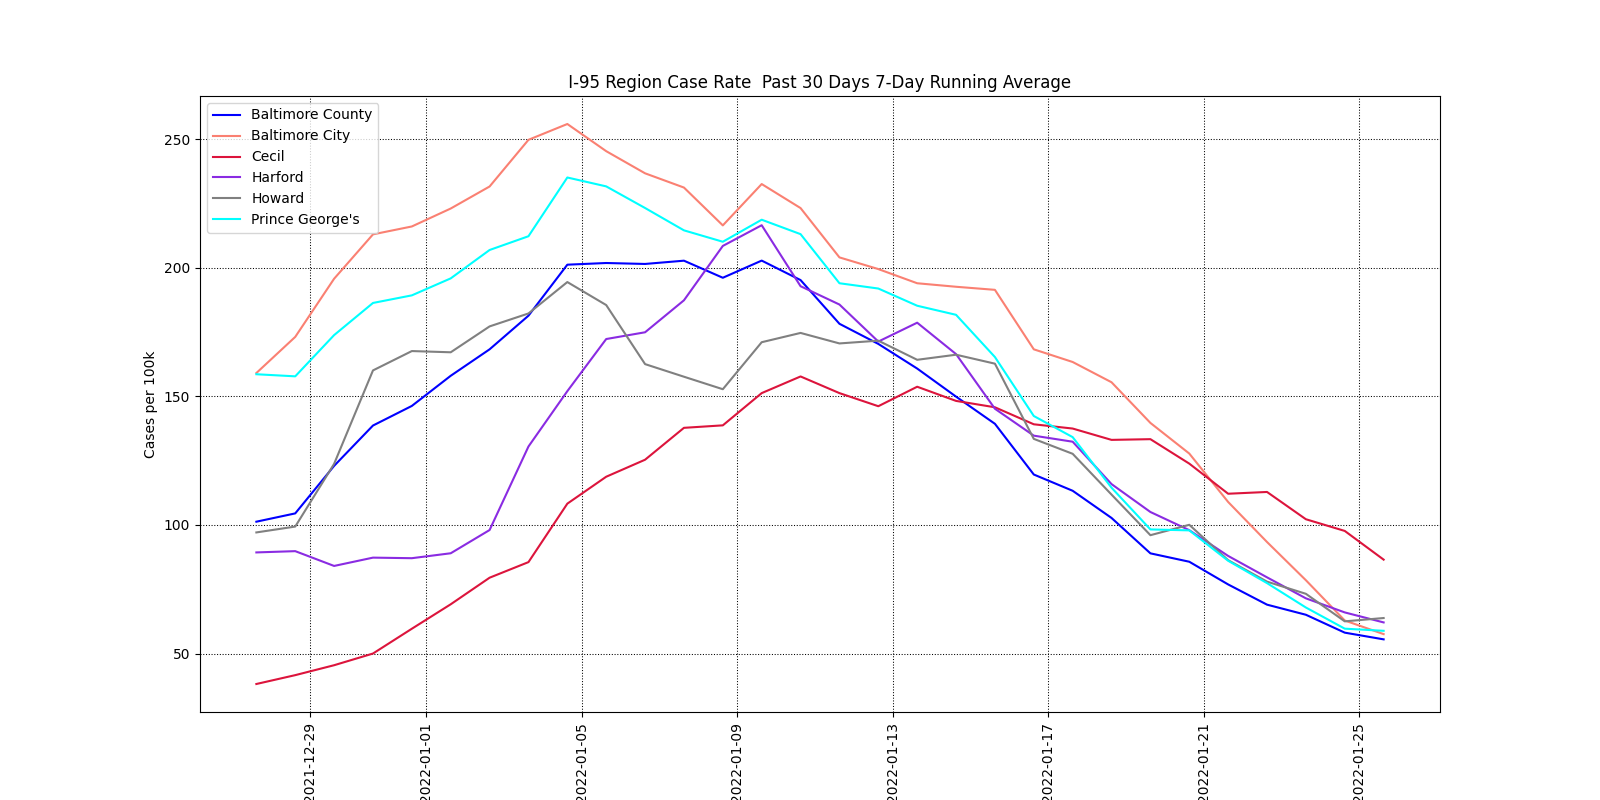 I-95 Region Case Rate  Past 30 Days 7-Day Running Average
Baltimore County
Baltimore City
Cecil
Harford
Howard
Prince George's
Cases per 100k
250
200
150
100
50
2021-12-29
2022-01-01
2022-01-05
2022-01-09
2022-01-13
2022-01-17
2022-01-21
2022-01-25